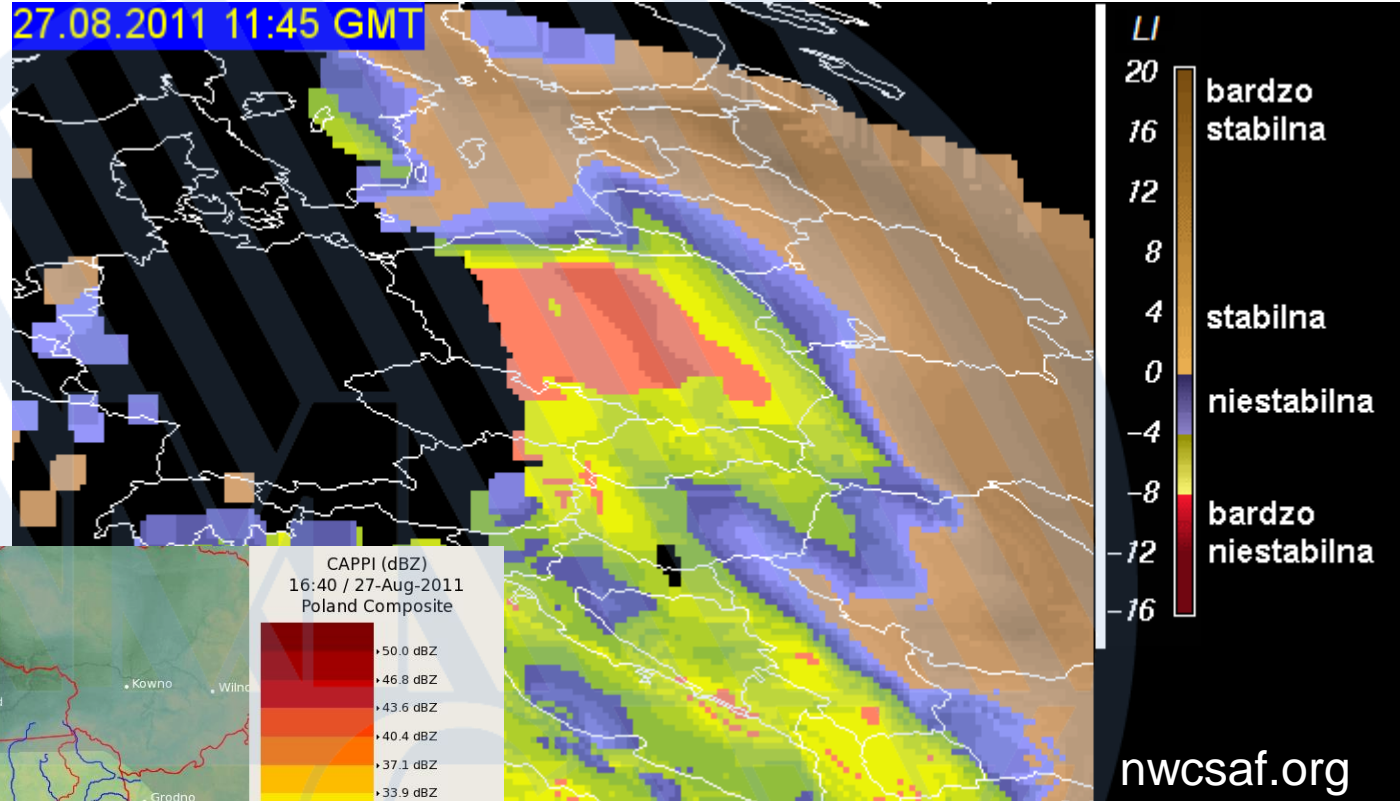 27.08.2011 11:45 GMT
LI
20
bardzo
stabilna
16
12
8
4
stabilna
0
niestabilna
-4
-8
bardzo
niestabilna
-12
-16
CAPPI (dBZ)
16:40 / 27-Aug-2011
Poland Composite
50.0 dBZ
46.8 dBZ
43.6 dBZ
40.4 dBZ
37.1 dBZ
33.9 dBZ
Kowno
Grodno
nwcsaf.org